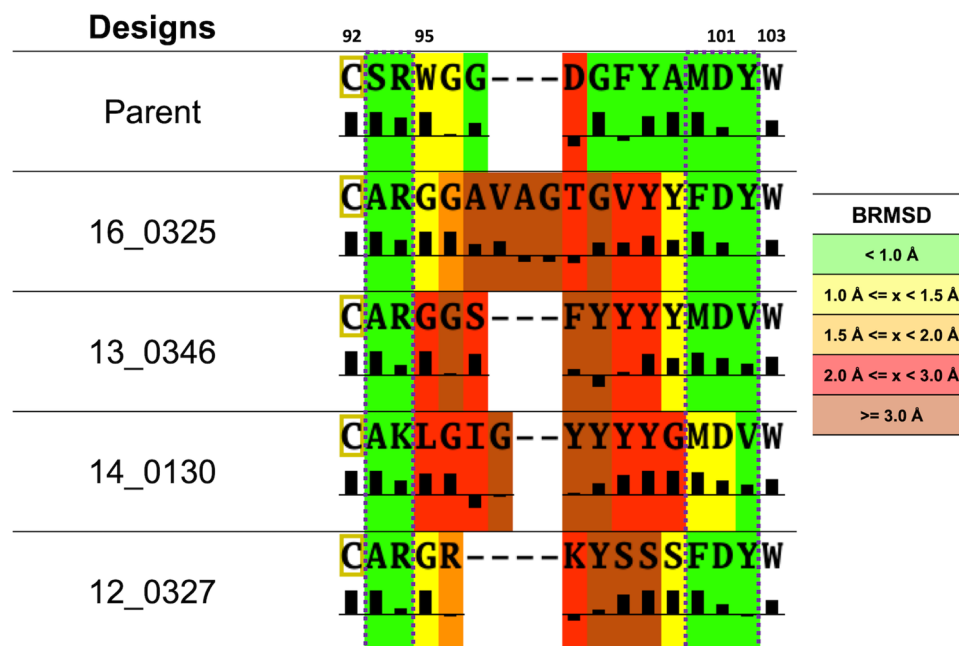 Designs 92 95 101 103
Parent CSRWGG---DGFYAMDYW
16_0325 CARGGAVAGTGVYYFDYW
BRMSD
< 1.0 Å
13_0346 CARGGS---FYYYYMDVW
1.0 Å <= x < 1.5 Å
1.5 Å <= x < 2.0 Å
2.0 Å <= x < 3.0 Å
>= 3.0 Å
14_0130 CAKLGIG--YYYYGMDVW
12_0327 CARGR----KYSSSFDYW